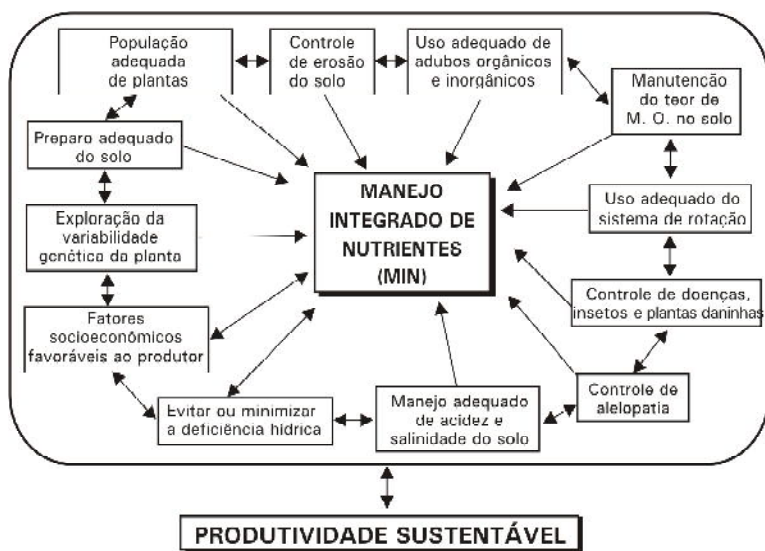 População
adequada
de plantas
Controle
de erosão
do solo
Uso adequado de
adubos orgânicos
e inorgânicos
Manutenção
do teor de
M. O. no solo
Preparo adequado
do solo
MANEJO
INTEGRADO DE
NUTRIENTES
(MIN)
Uso adequado do
sistema de rotação
Exploração da
variabilidade
genética da planta
Controle de doenças,
insetos e plantas daninhas
Fatores
socioeconômicos
favoráveis ao produtor
Evitar ou minimizar
a deficiência hídrica
Manejo adequado
de acidez e
salinidade do solo
Controle de
alelopatia
PRODUTIVIDADE SUSTENTÁVEL